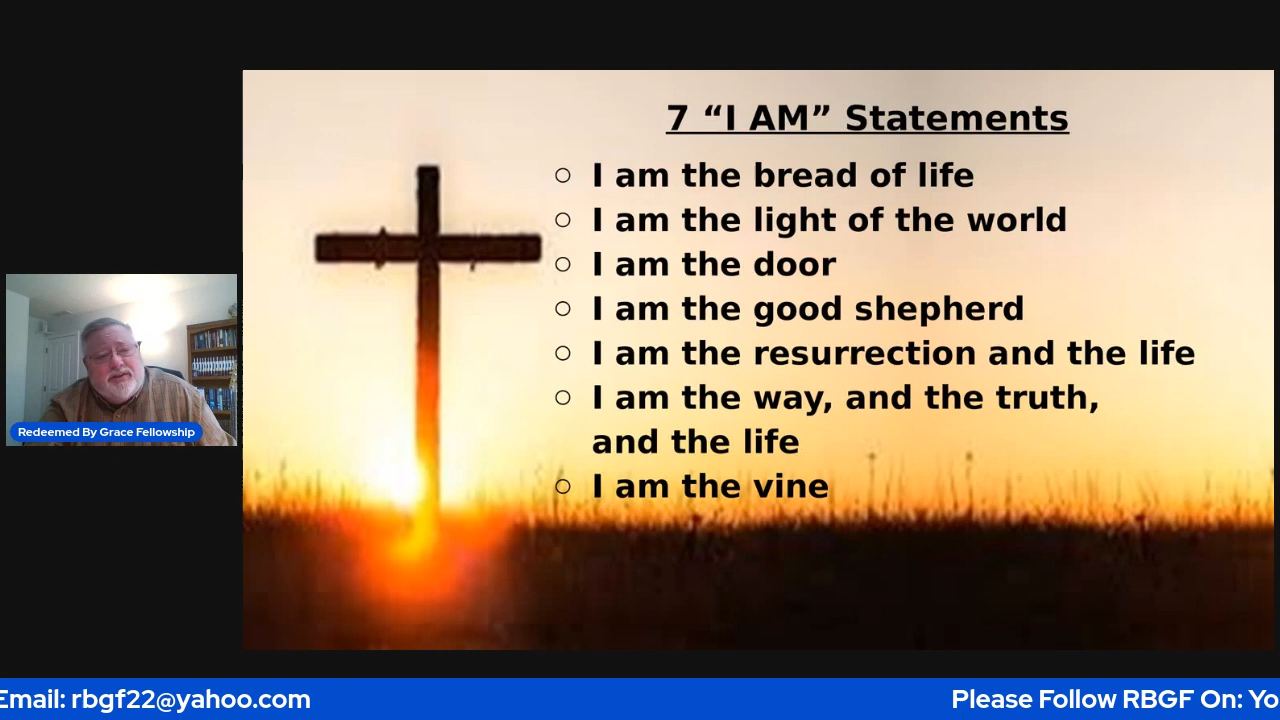 7 “I AM” Statements
I am the bread of life
I am the light of the world
I am the door
I am the good shepherd
I am the resurrection and the life
I am the way, and the truth,
and the life
I am the vine
Redeemed By Grace Fellowship
Email: rbgf22@yahoo.com
Please Follow RBGF On: Yo